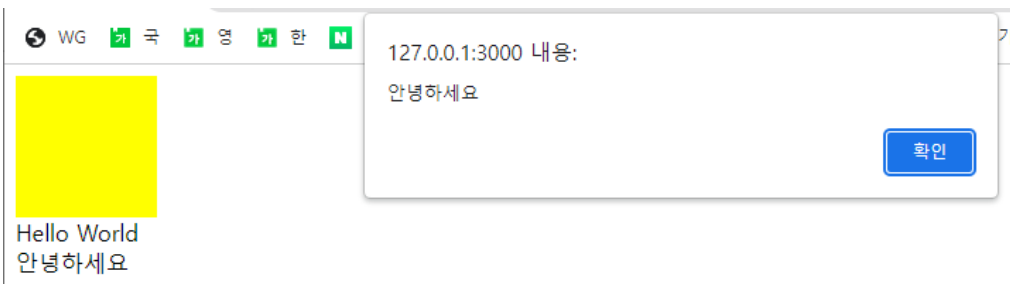 WG 가 국 가 영 가 한 N
127.0.0.1:3000 내용:
안녕하세요
확인
Hello World
안녕하세요